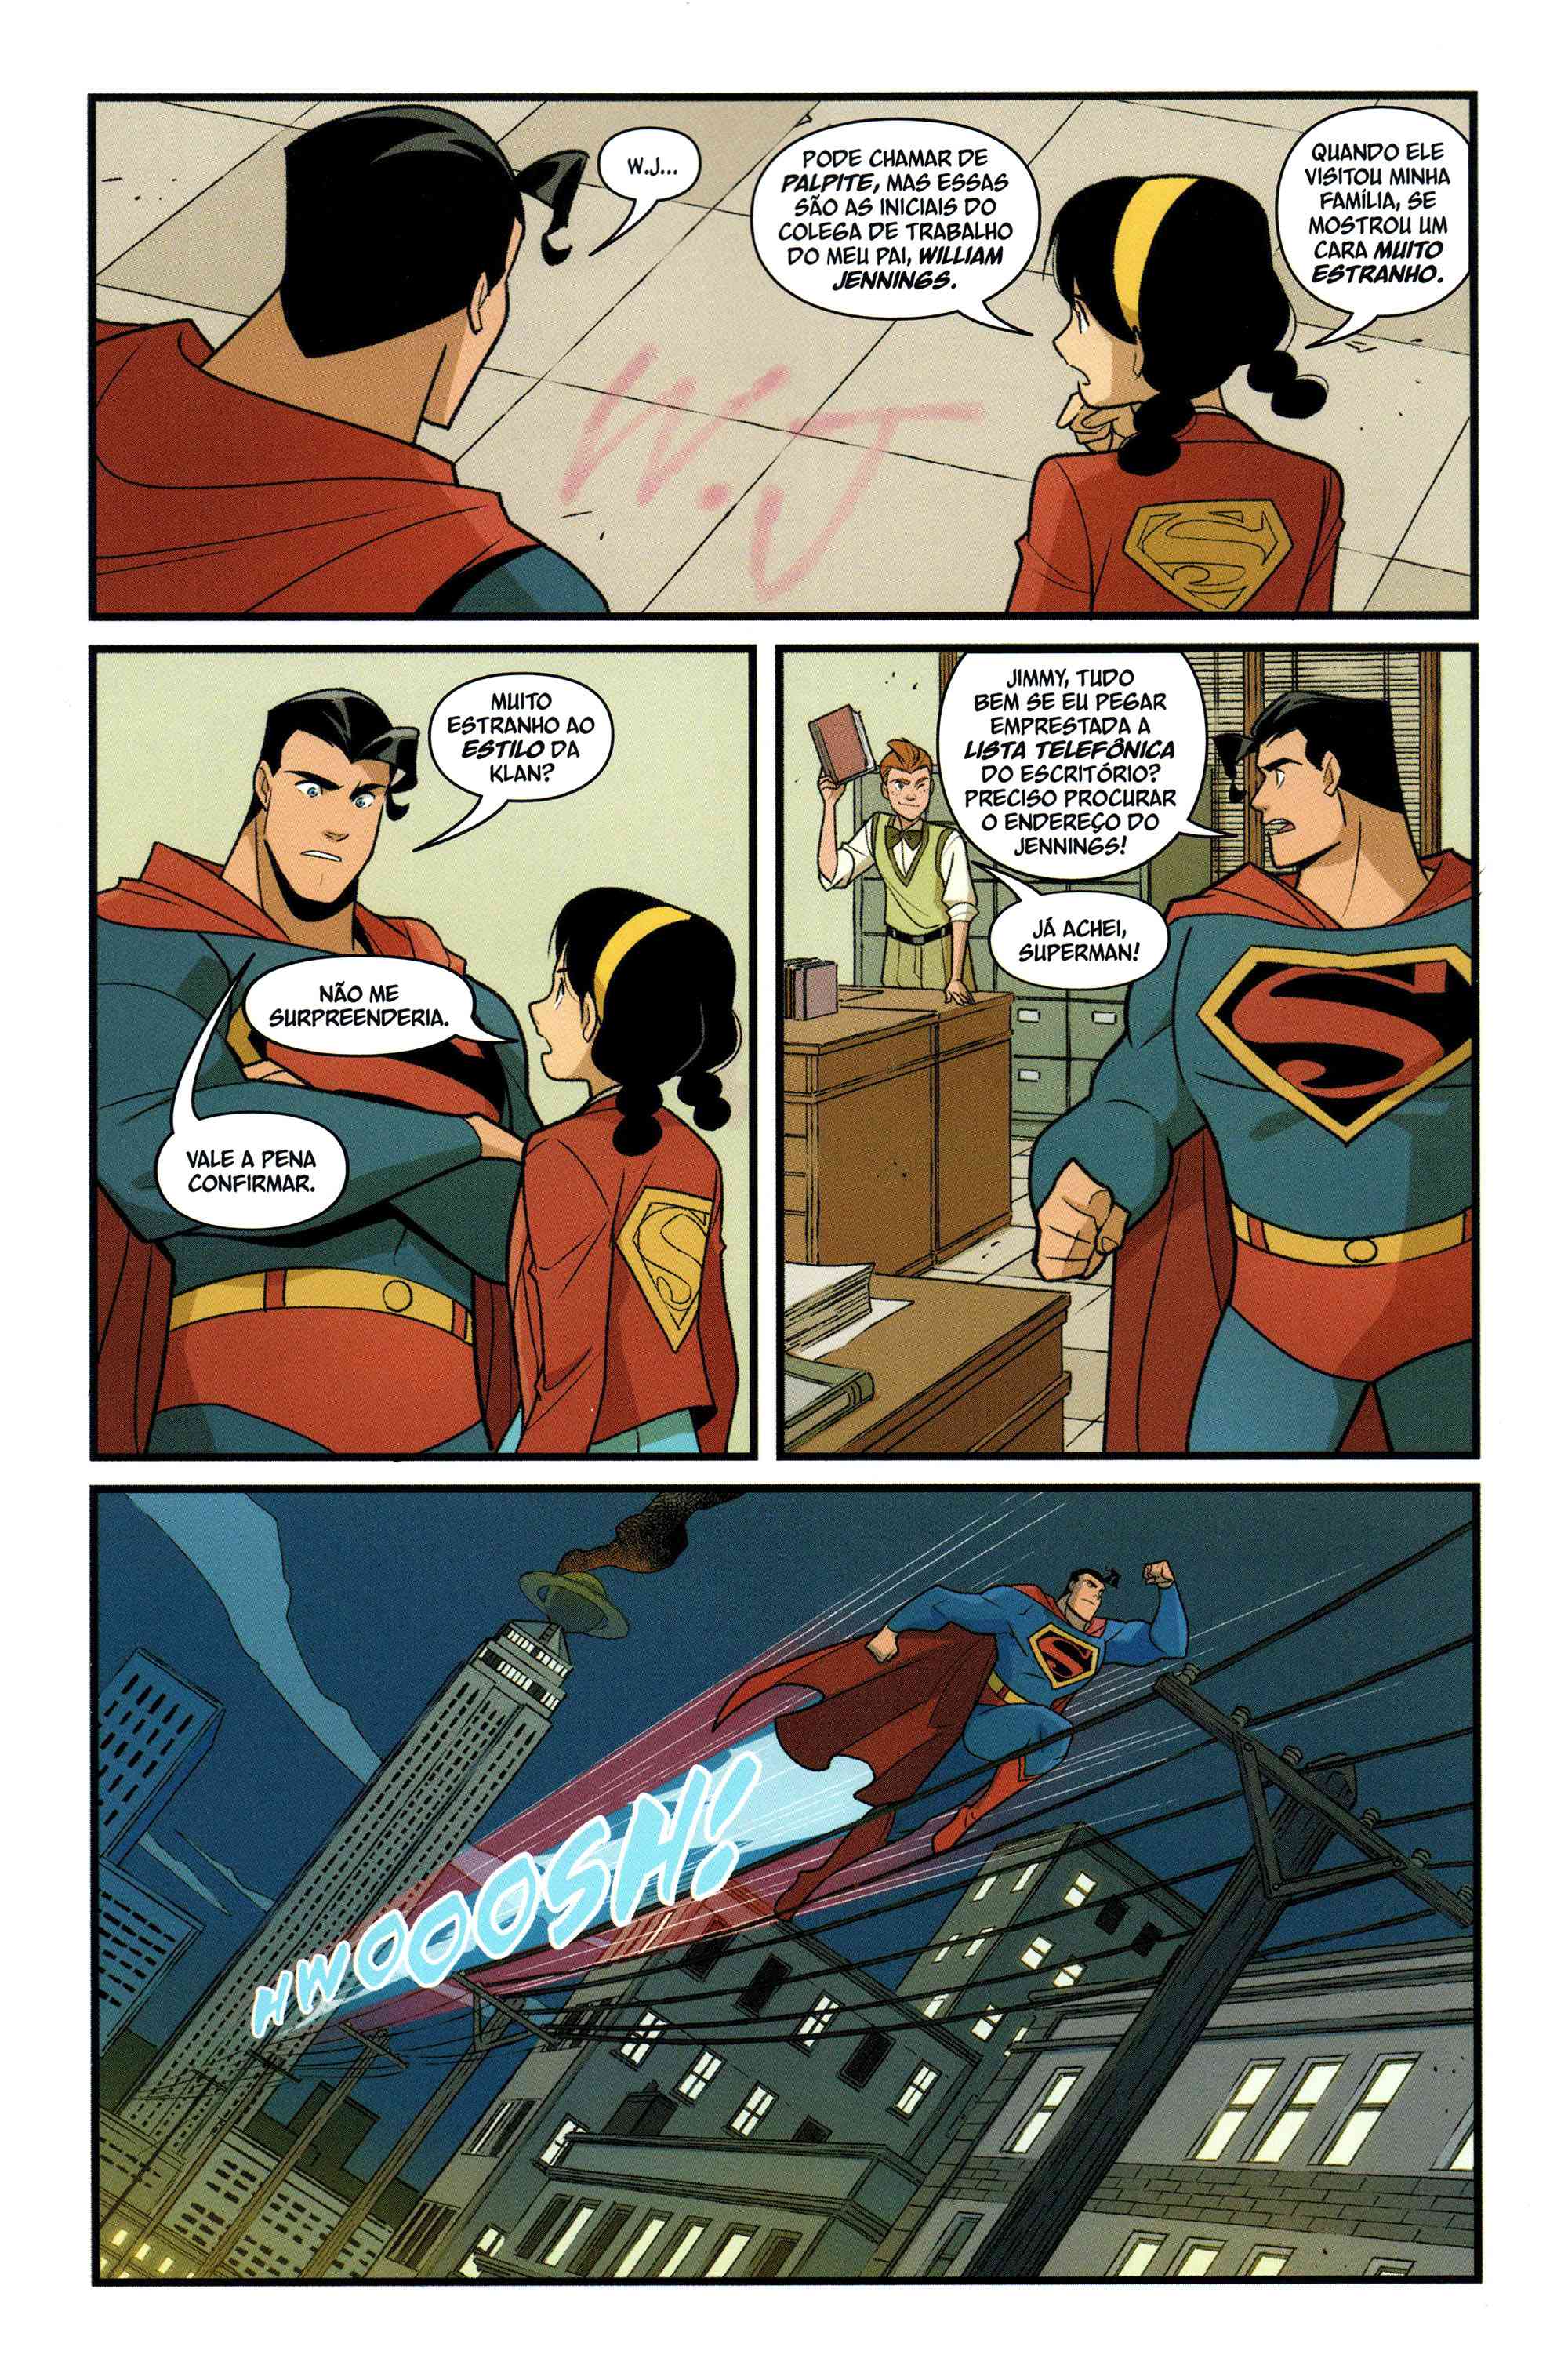 W.J...
PODE CHAMAR DE
PALPITE, MAS ESSAS
SÃO AS INICIAIS DO
COLEGA DE TRABALHO
DO MEU PAI, WILLIAM
JENNINGS.
QUANDO ELE
VISITOU MINHA
FAMÍLIA, SE
MOSTROU UM
CARA MUITO
ESTRANHO.
W.J
MUITO
ESTRANHO AO
ESTILO DA
KLAN?
NÃO ME
SURPREENDERIA.
VALE A PENA
CONFIRMAR.
JIMMY, TUDO
BEM SE EU PEGAR
EMPRESTADA A
LISTA TELEFÔNICA
DO ESCRITÓRIO?
PRECISO PROCURAR
O ENDEREÇO DO
JENNINGS!
JÁ ACHEI,
SUPERMAN!
HWOOOSH!